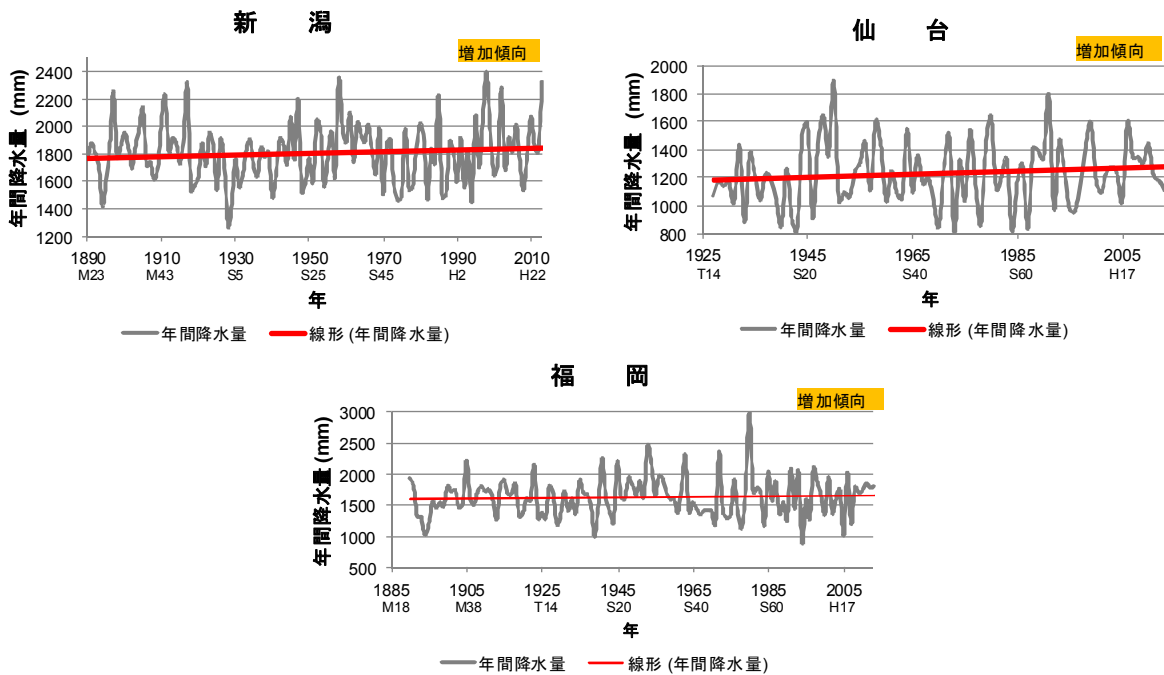 新 潟
増加傾向
年間降水量 (mm)
2400
2200
2000
1800
1600
1400
1200
1890 1910 1930 1950 1970 1990 2010
M23 M43 S5 S25 S45 H2 H22
年
年間降水量 線形 (年間降水量)
仙 台
増加傾向
年間降水量 (mm)
2000
1800
1600
1400
1200
1000
800
1925 1945 1965 1985 2005
T14 S20 S40 S60 H17
年
年間降水量 線形 (年間降水量)
福 岡
増加傾向
年間降水量 (mm)
3000
2500
2000
1500
1000
500
1885 1905 1925 1945 1965 1985 2005
M18 M38 T14 S20 S40 S60 H17
年
年間降水量 線形 (年間降水量)